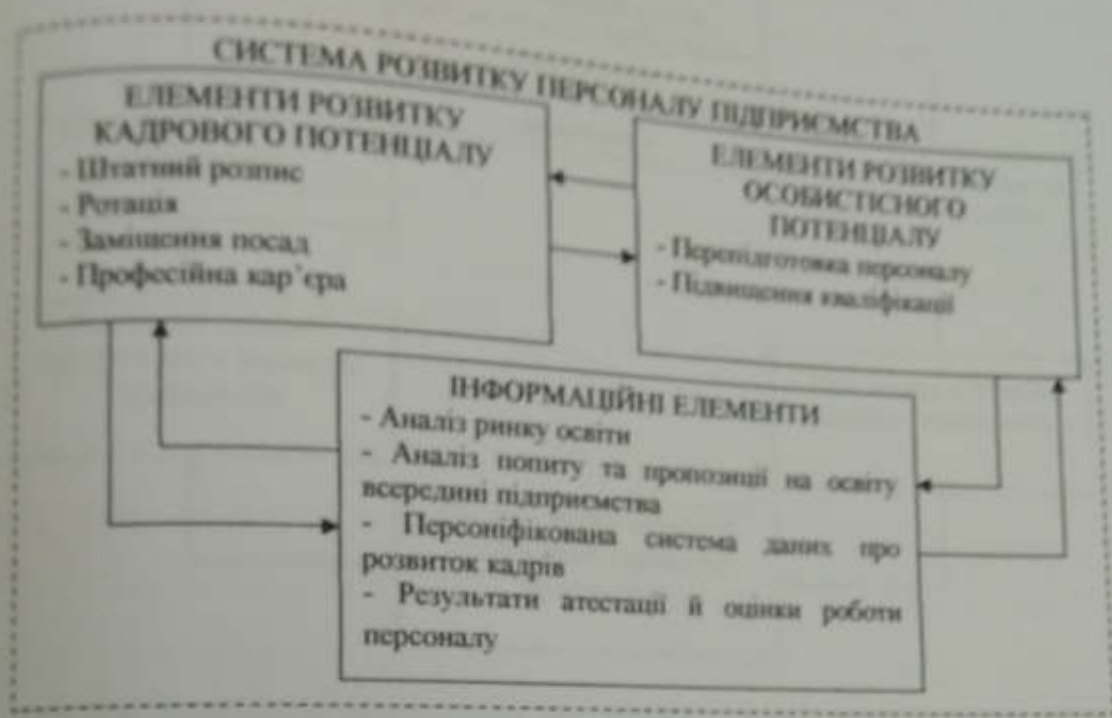 СИСТЕМА РОЗВИТКУ ПЕРСОНАЛУ ПІДПРИЄМСТВА
ЕЛЕМЕНТИ РОЗВИТКУ
КАДРОВОГО ПОТЕНЦІАЛУ
- Штатний розпис
- Ротація
- Заміщення посад
- Професійна кар’єра
ЕЛЕМЕНТИ РОЗВИТКУ
ОСОБИСТІСНОГО
ПОТЕНЦІАЛУ
- Перепідготовка персоналу
- Підвищення кваліфікації
ІНФОРМАЦІЙНІ ЕЛЕМЕНТИ
- Аналіз ринку освіти
- Аналіз попиту та пропозиції на освіту
всередині підприємства
- Персоніфікована система даних про
розвиток кадрів
- Результати атестації й оцінки роботи
персоналу